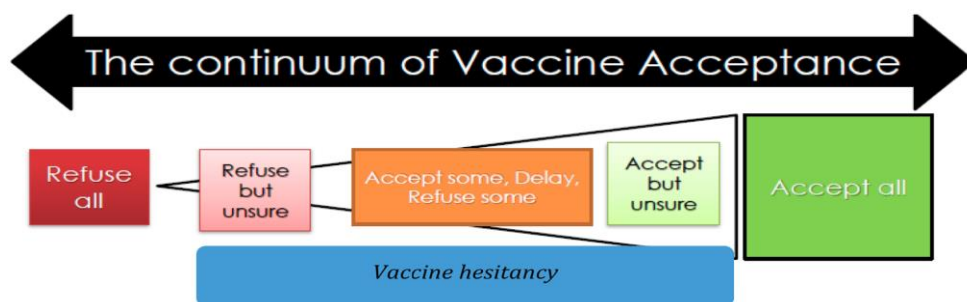 The continuum of Vaccine Acceptance
Refuse
all
Refuse
but
unsure
Accept some, Delay,
Refuse some
Accept
but
unsure
Accept all
Vaccine hesitancy